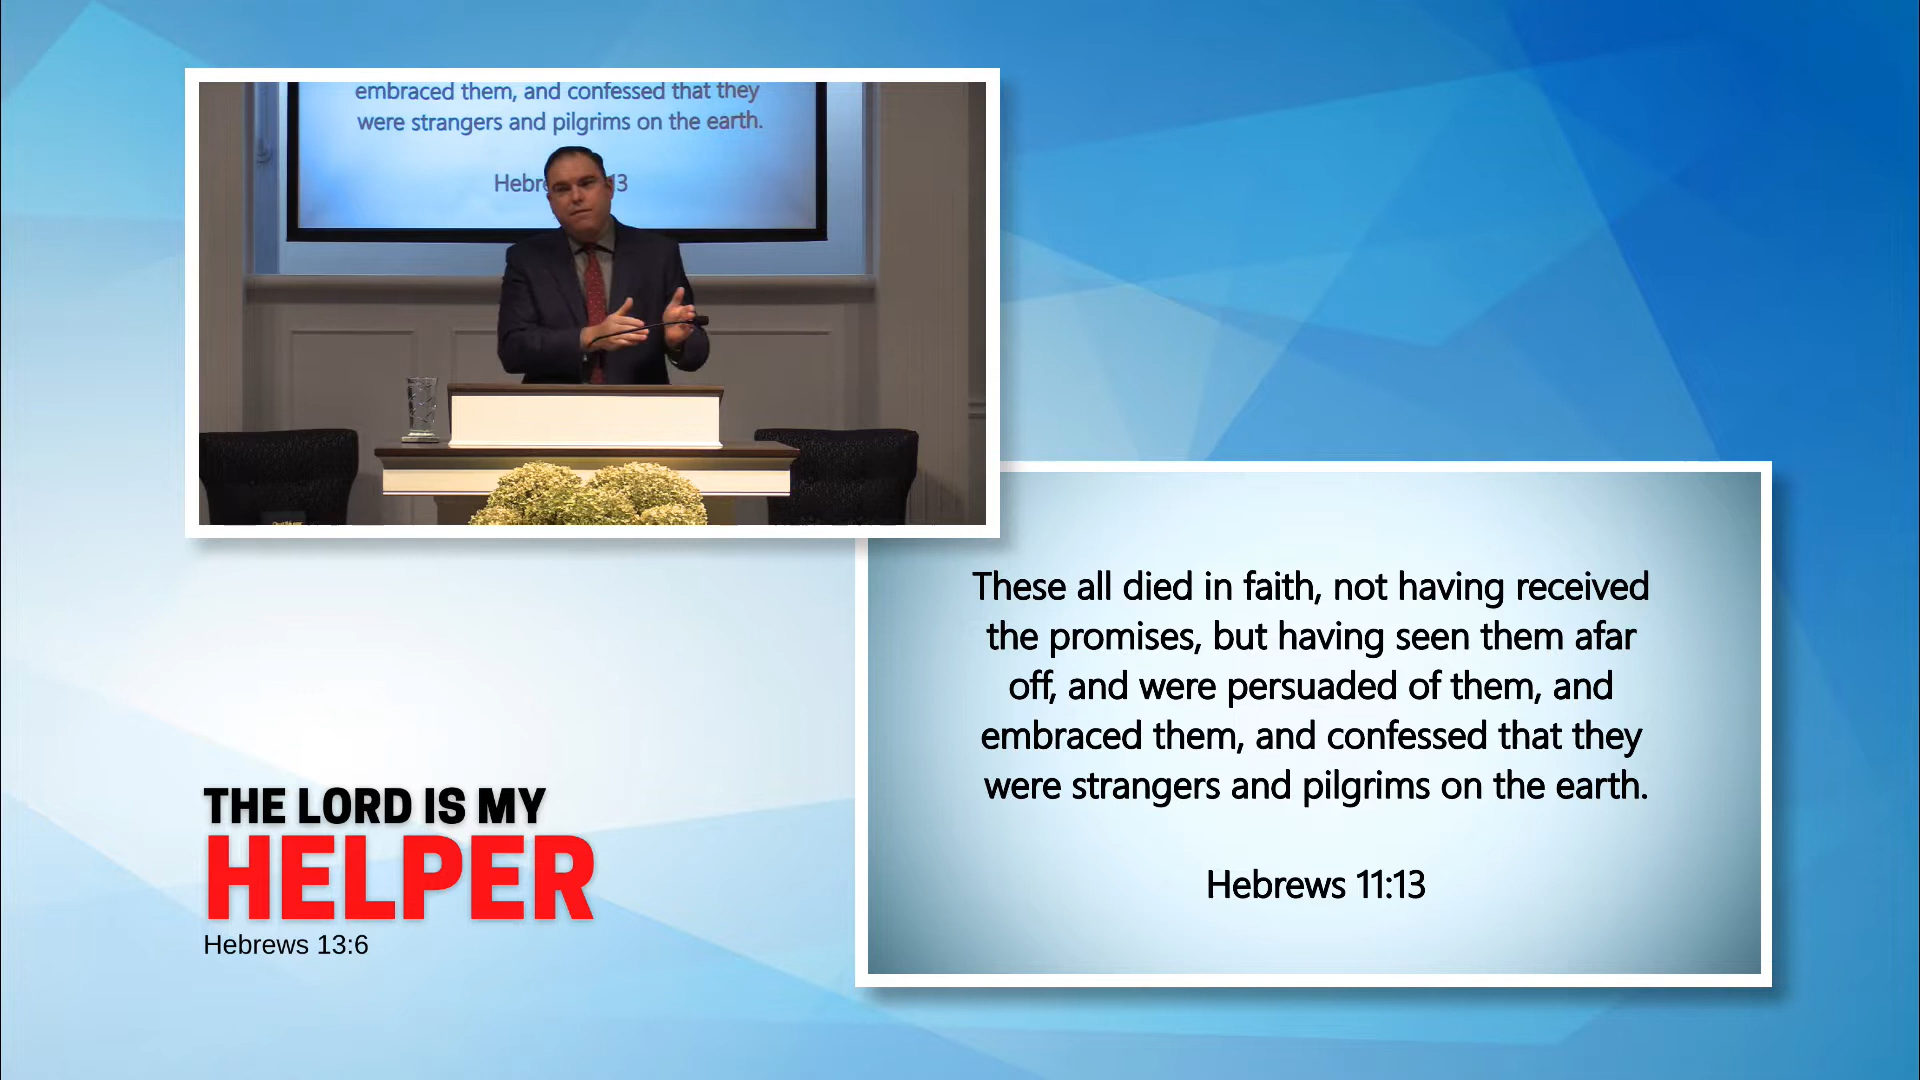 embraced them, and confessed that they
were strangers and pilgrims on the earth.
13
These all died in faith, not having received
the promises, but having seen them afar
off, and were persuaded of them, and
embraced them, and confessed that they
were strangers and pilgrims on the earth.
Hebrews 11:13
THE LORD IS MY
HELPER
Hebrews 13:6